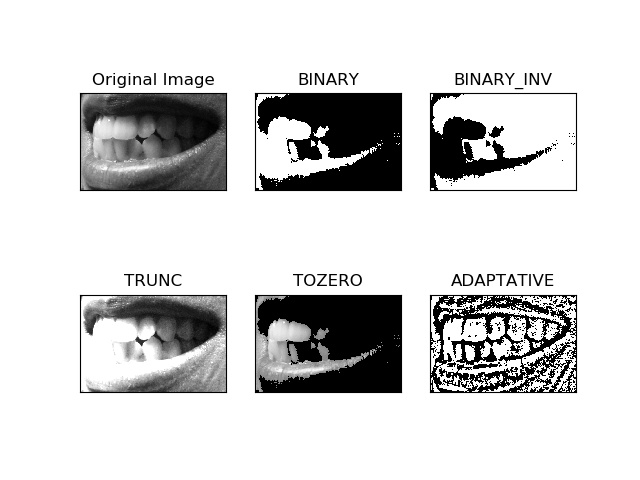 Original Image
BINARY
BINARY_INV
TRUNC
TOZERO
ADAPTATIVE